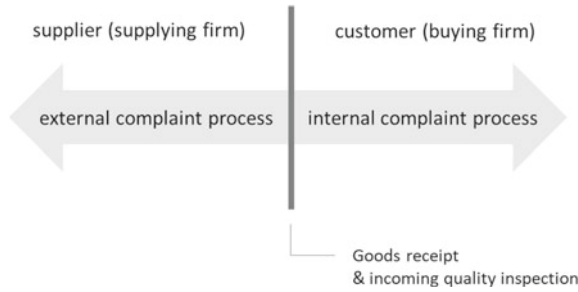 supplier (supplying firm)
customer (buying firm)
external complaint process
internal complaint process
Goods receipt
& incoming quality inspection